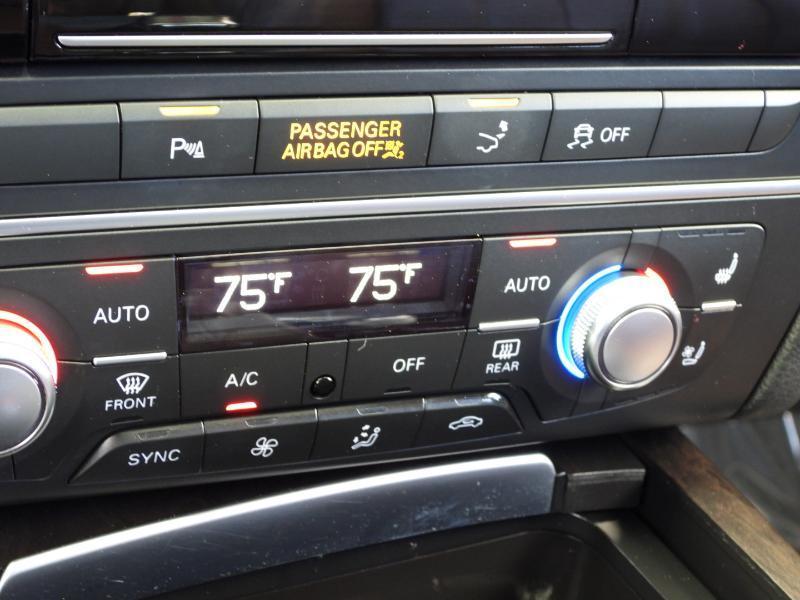 P
PASSENGER
AIRBAG OFF
OFF
AUTO
75°F 75°F
AUTO
FRONT
A/C
OFF
REAR
SYNC